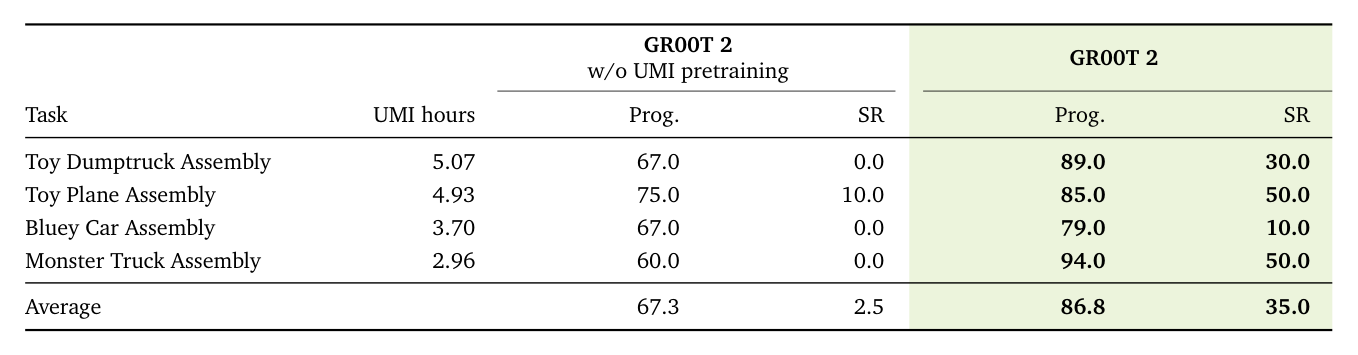 GR00T 2 GR00T 2
w/o UMI pretraining
Task UMI hours Prog. SR Prog. SR
Toy Dumptruck Assembly 5.07 67.0 0.0 89.0 30.0
Toy Plane Assembly 4.93 75.0 10.0 85.0 50.0
Bluey Car Assembly 3.70 67.0 0.0 79.0 10.0
Monster Truck Assembly 2.96 60.0 0.0 94.0 50.0
Average 67.3 2.5 86.8 35.0